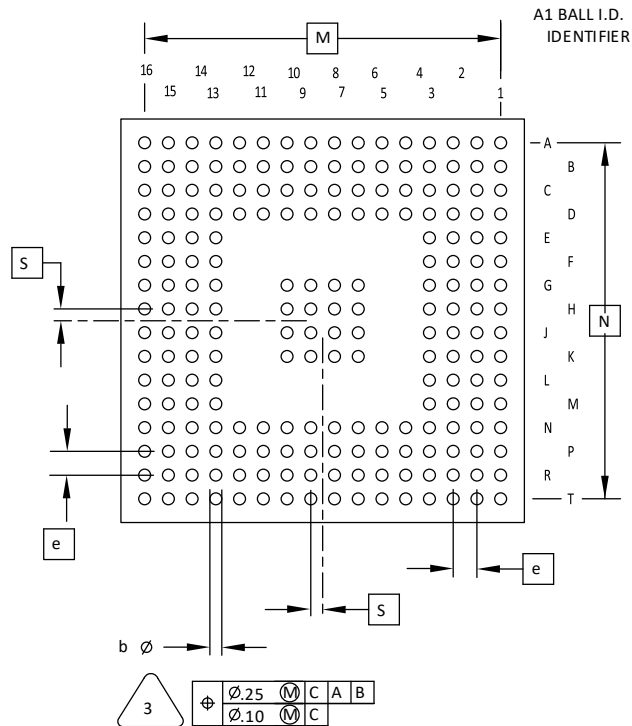 A1 BALL I.D.
IDENTIFIER
M
16 14 12 10 8 6 4 2
15 13 11 9 7 5 3 1
A
B
C
D
E
F
S
G
H
N
J
K
L
M
N
P
R
T
e
e
S
b Ø
3
⌖ Ø.25 Ⓜ C A B
Ø.10 Ⓜ C